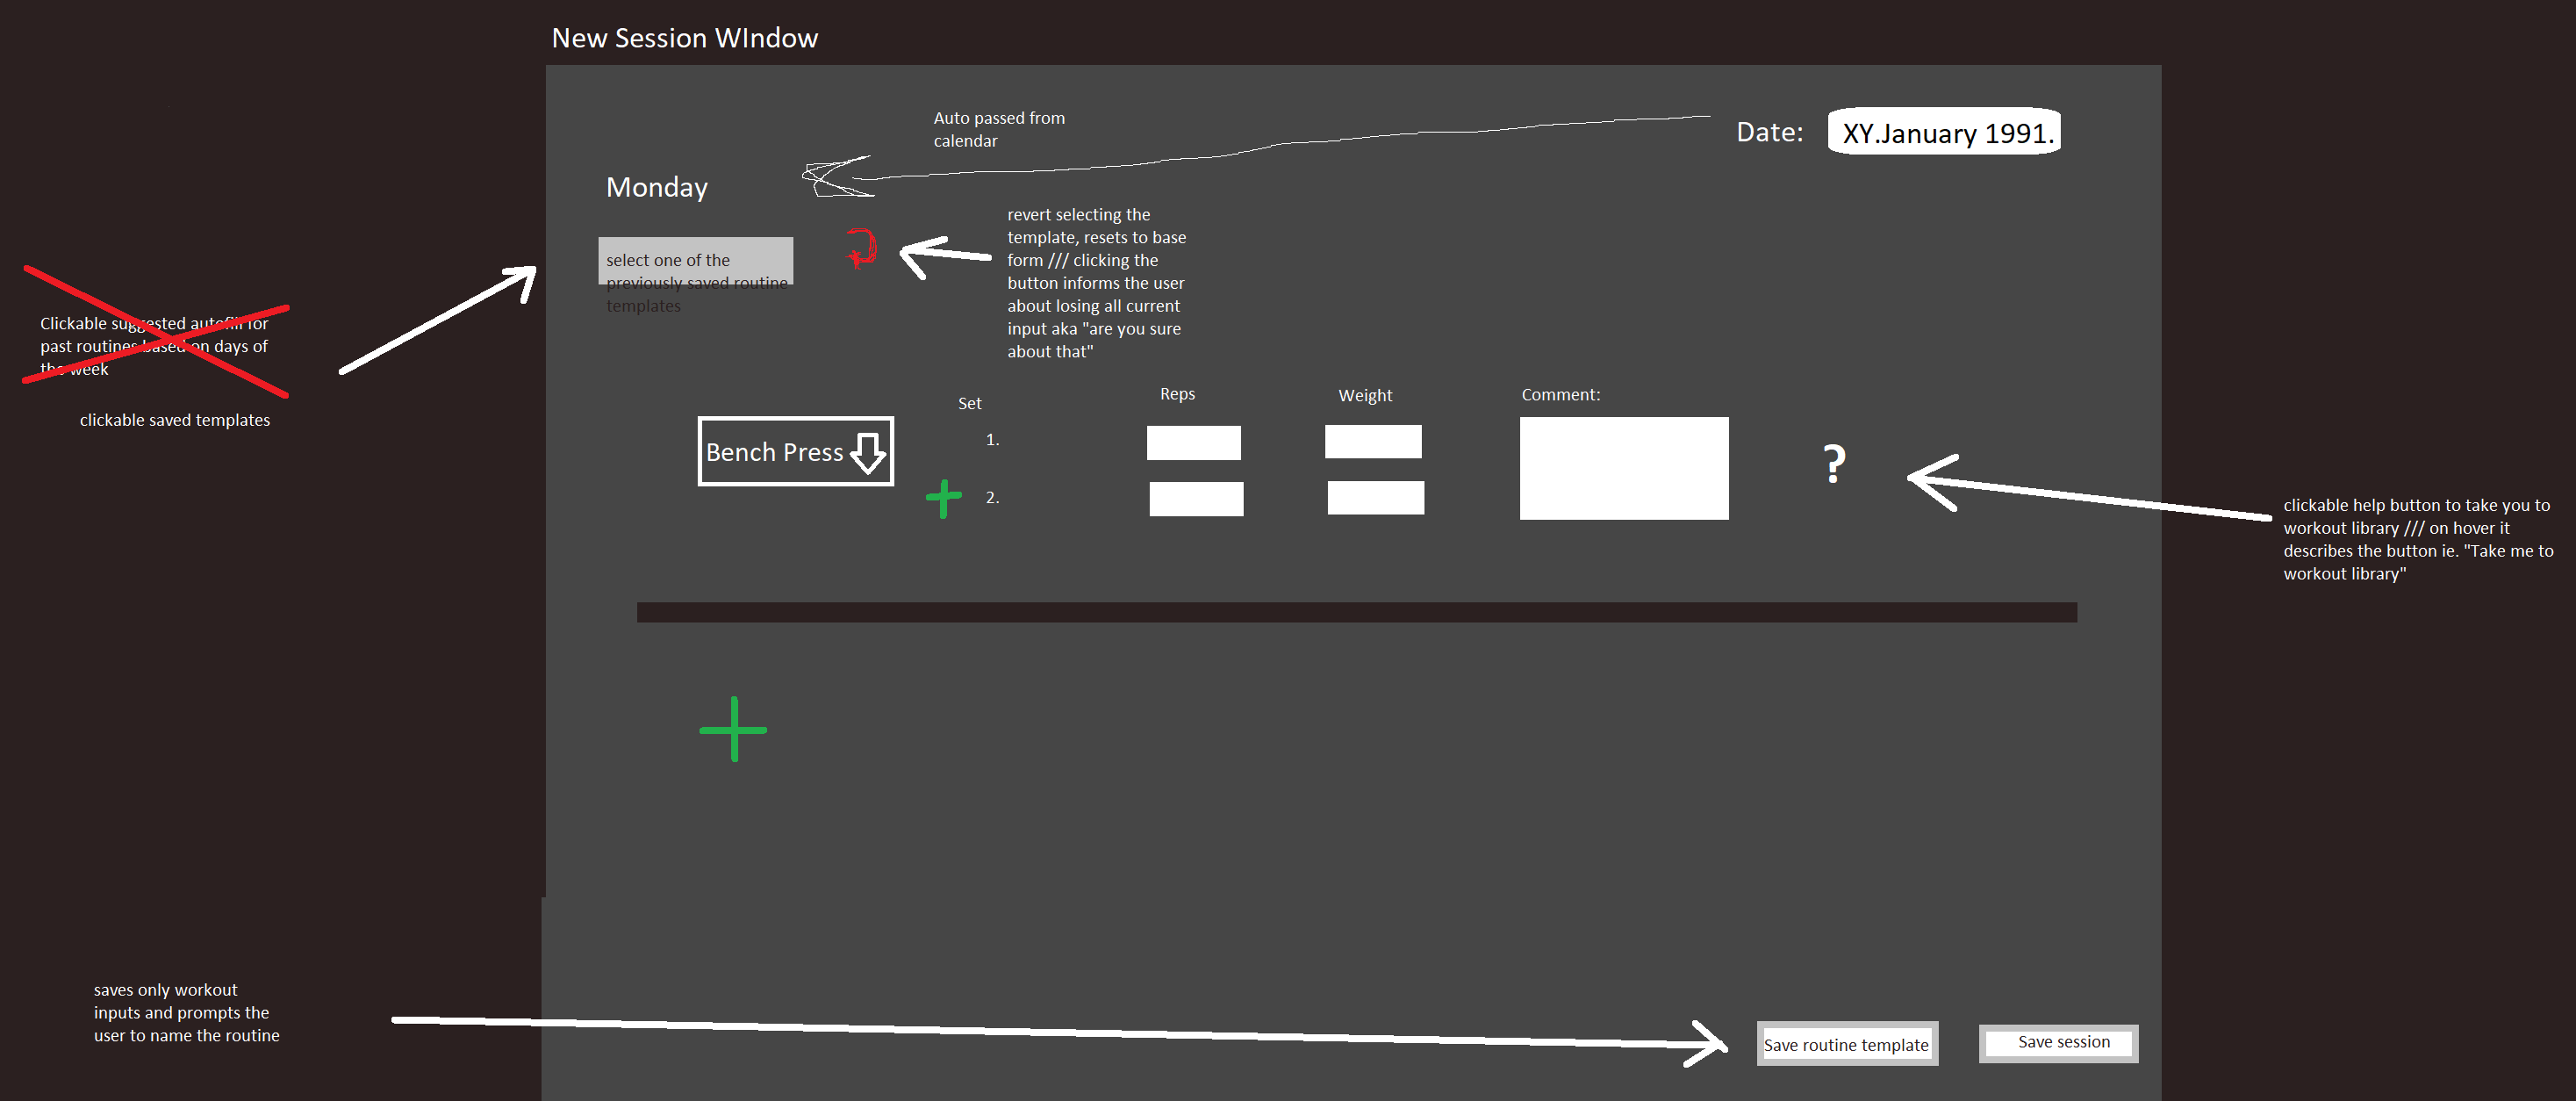 New Session WIndow
Auto passed from
calendar
Date:
XY.January 1991.
Monday
select one of the
previously saved routine
templates
revert selecting the
template, resets to base
form /// clicking the
button informs the user
about losing all current
input aka "are you sure
about that"
Clickable suggested autofill for
past routines based on days of
the week
clickable saved templates
Bench Press
Set
Reps
Weight
Comment:
1.
2.
?
clickable help button to take you to
workout library /// on hover it
describes the button ie. "Take me to
workout library"
saves only workout
inputs and prompts the
user to name the routine
Save routine template
Save session